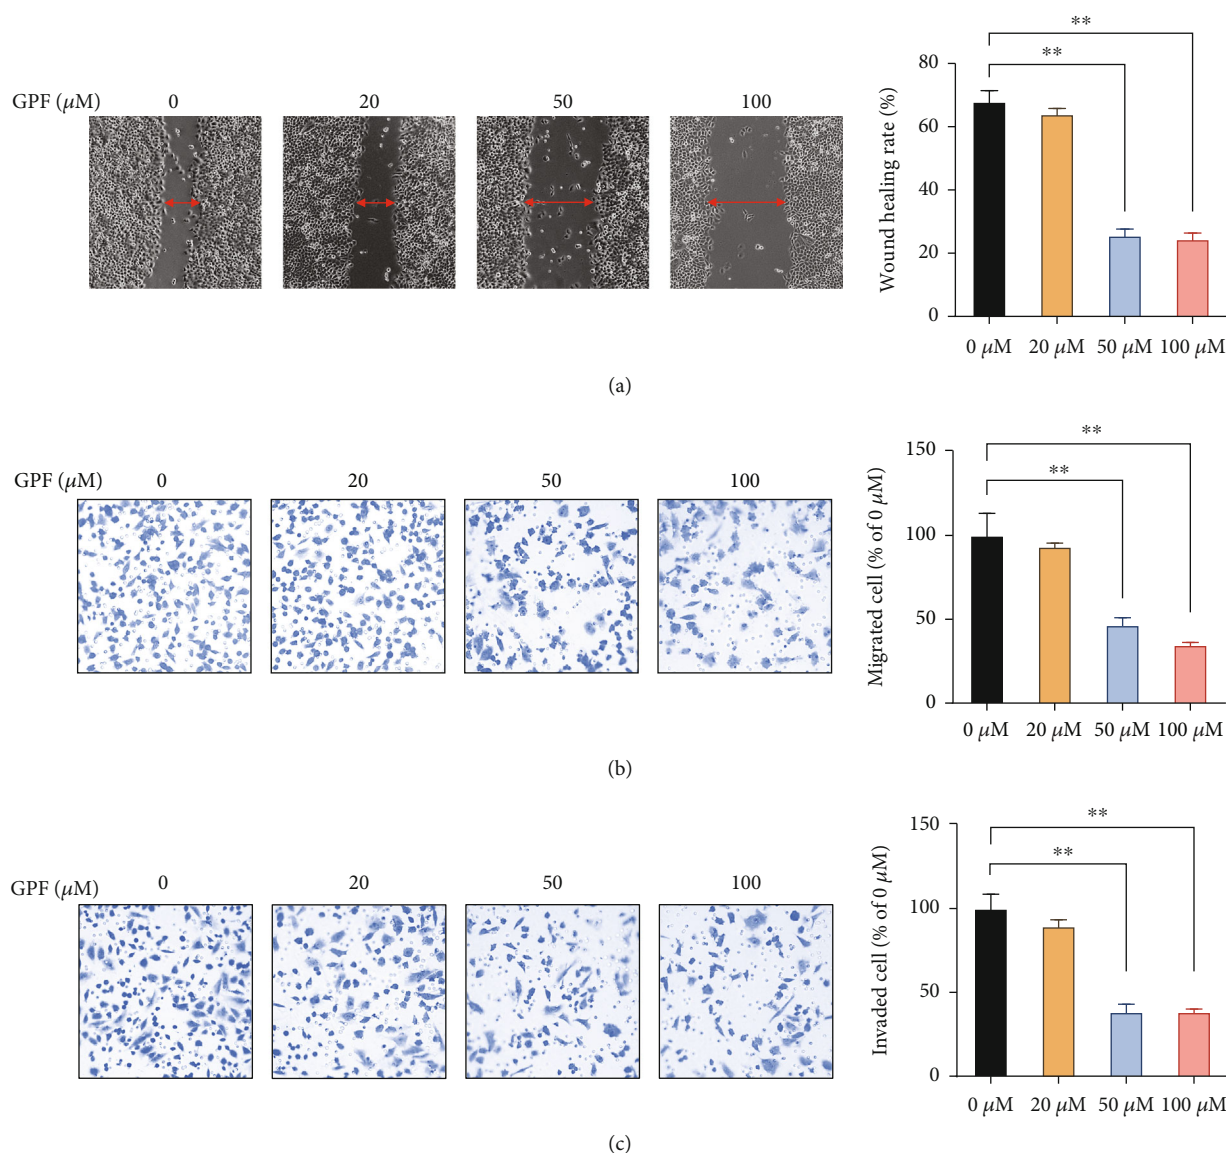 GPF (μM) 0 20 50 100
Wound healing rate (%)
80
60
40
20
0
** **
0 μM 20 μM 50 μM 100 μM
(a)
GPF (μM) 0 20 50 100
Migrated cell (% of 0 μM)
150
100
50
0
** **
0 μM 20 μM 50 μM 100 μM
(b)
GPF (μM) 0 20 50 100
Invaded cell (% of 0 μM)
150
100
50
0
** **
0 μM 20 μM 50 μM 100 μM
(c)